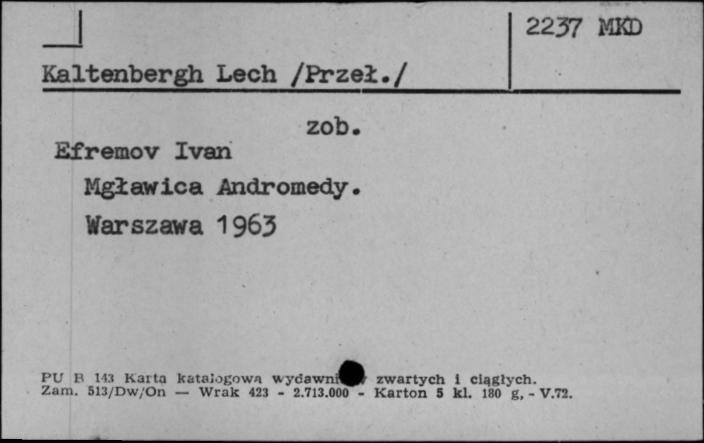 2237 MKD
Kaltenbergh Lech /Przeł./
zob.
Efremov Ivan
Mgławica Andromedy.
Warszawa 1963
PU B 143 Karta katalogowa zwartych i ciągłych.
Zam. 513/Dw/On — Wrak 423 - 2.713.000 - Karton 5 kl. 180 g, - V.72.